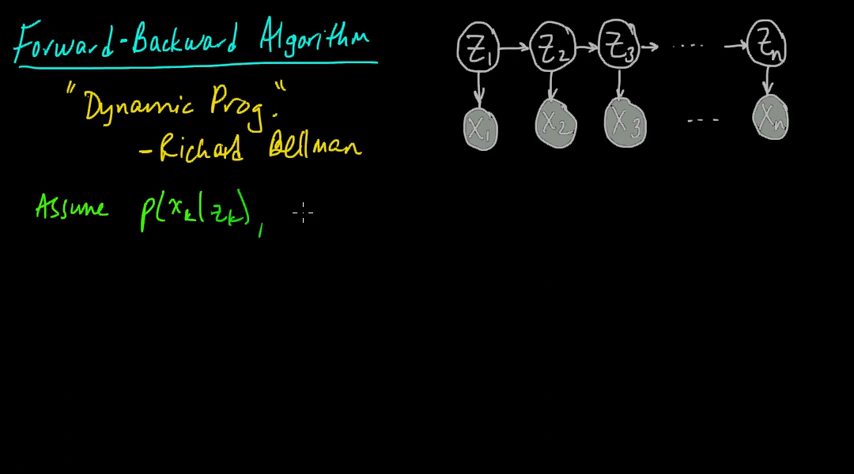 Forward-Backward Algorithm
"Dynamic Prog."
-Richard Bellman
Assume p(x_k|z_k),
Z_1 Z_2 Z_3 .... Z_n
X_1 X_2 X_3 ... X_n